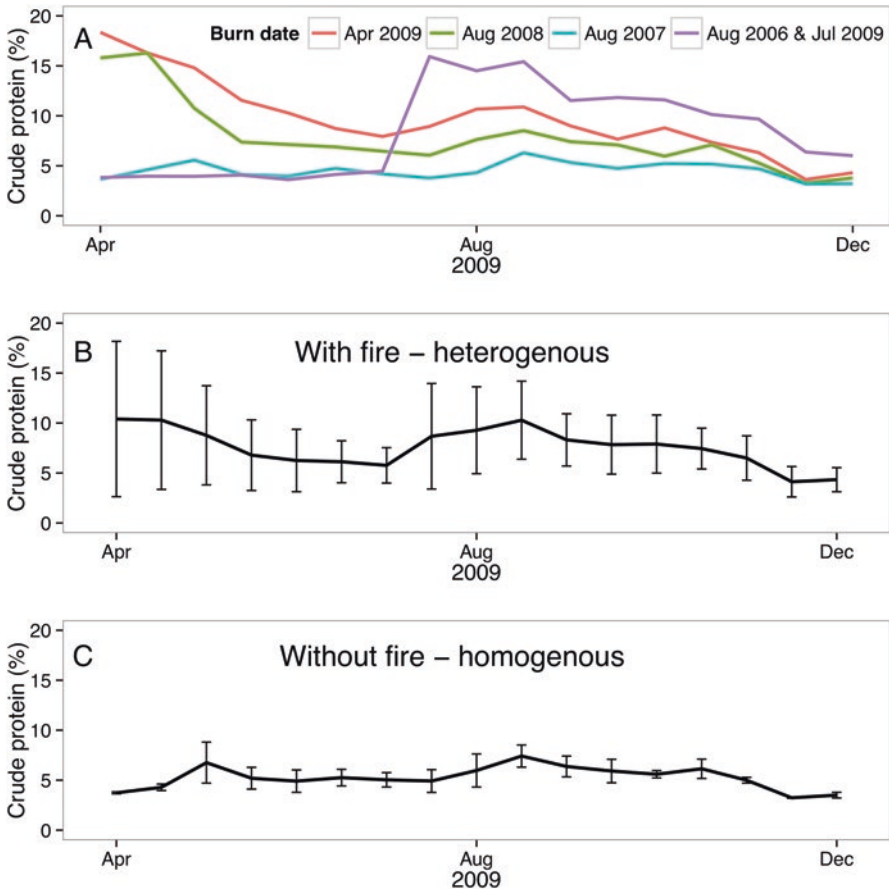 A
Burn date Apr 2009 Aug 2008 Aug 2007 Aug 2006 & Jul 2009
Crude protein (%)
20
15
10
5
0
Apr Aug Dec
2009
B
With fire – heterogenous
Crude protein (%)
20
15
10
5
0
Apr Aug Dec
2009
C
Without fire – homogenous
Crude protein (%)
20
15
10
5
0
Apr Aug Dec
2009